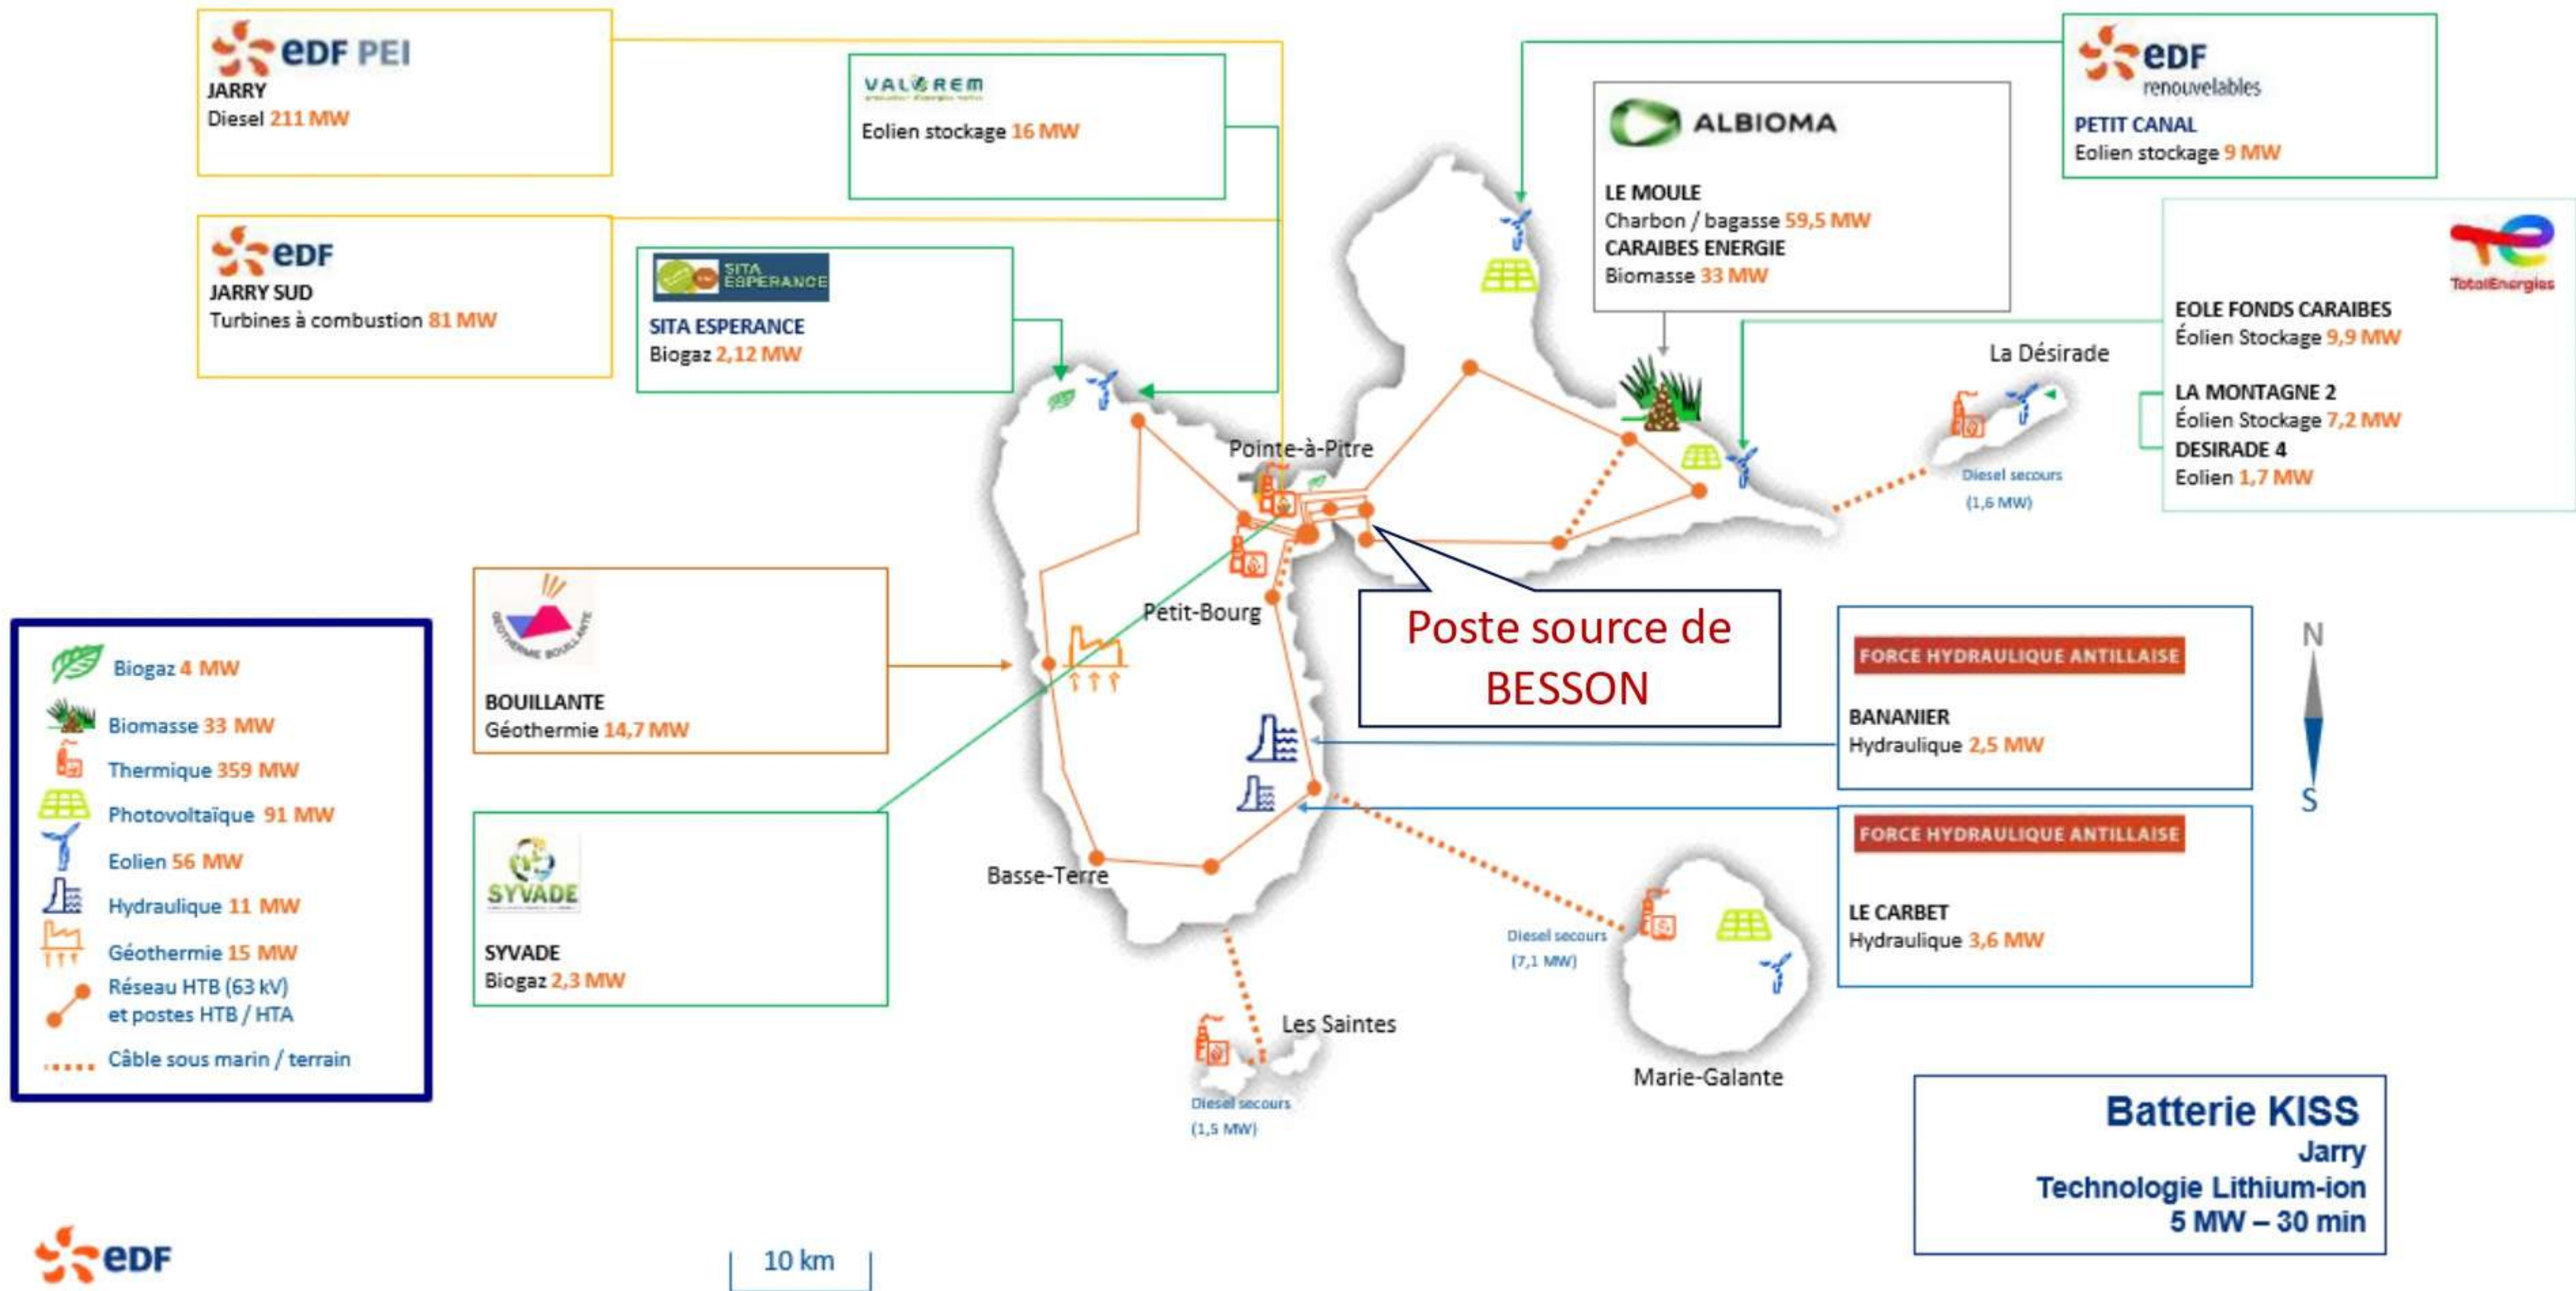 eDF PEI
JARRY
Diesel 211 MW
VALOREM
Eolien stockage 16 MW
eDF
renouvelables
PETIT CANAL
Eolien stockage 9 MW
ALBIOMA
LE MOULE
Charbon / bagasse 59,5 MW
CARAIBES ENERGIE
Biomasse 33 MW
eDF
JARRY SUD
Turbines à combustion 81 MW
SITA
ESPERANCE
SITA ESPERANCE
Biogaz 2,12 MW
TotalEnergies
EOLE FONDS CARAIBES
Éolien Stockage 9,9 MW
LA MONTAGNE 2
Éolien Stockage 7,2 MW
DESIRADE 4
Eolien 1,7 MW
La Désirade
Diesel secours
(1,6 MW)
Pointe-à-Pitre
Petit-Bourg
Poste source de
BESSON
GEOTHERMIE BOUILLANTE
BOUILLANTE
Géothermie 14,7 MW
FORCE HYDRAULIQUE ANTILLAISE
BANANIER
Hydraulique 2,5 MW
N
S
FORCE HYDRAULIQUE ANTILLAISE
LE CARBET
Hydraulique 3,6 MW
Biogaz 4 MW
Biomasse 33 MW
Thermique 359 MW
Photovoltaïque 91 MW
Eolien 56 MW
Hydraulique 11 MW
Géothermie 15 MW
Réseau HTB (63 kV)
et postes HTB / HTA
Câble sous marin / terrain
SYVADE
SYVADE
Biogaz 2,3 MW
Basse-Terre
Diesel secours
(7,1 MW)
Les Saintes
Diesel secours
(1,5 MW)
Marie-Galante
Batterie KISS
Jarry
Technologie Lithium-ion
5 MW – 30 min
eDF
10 km